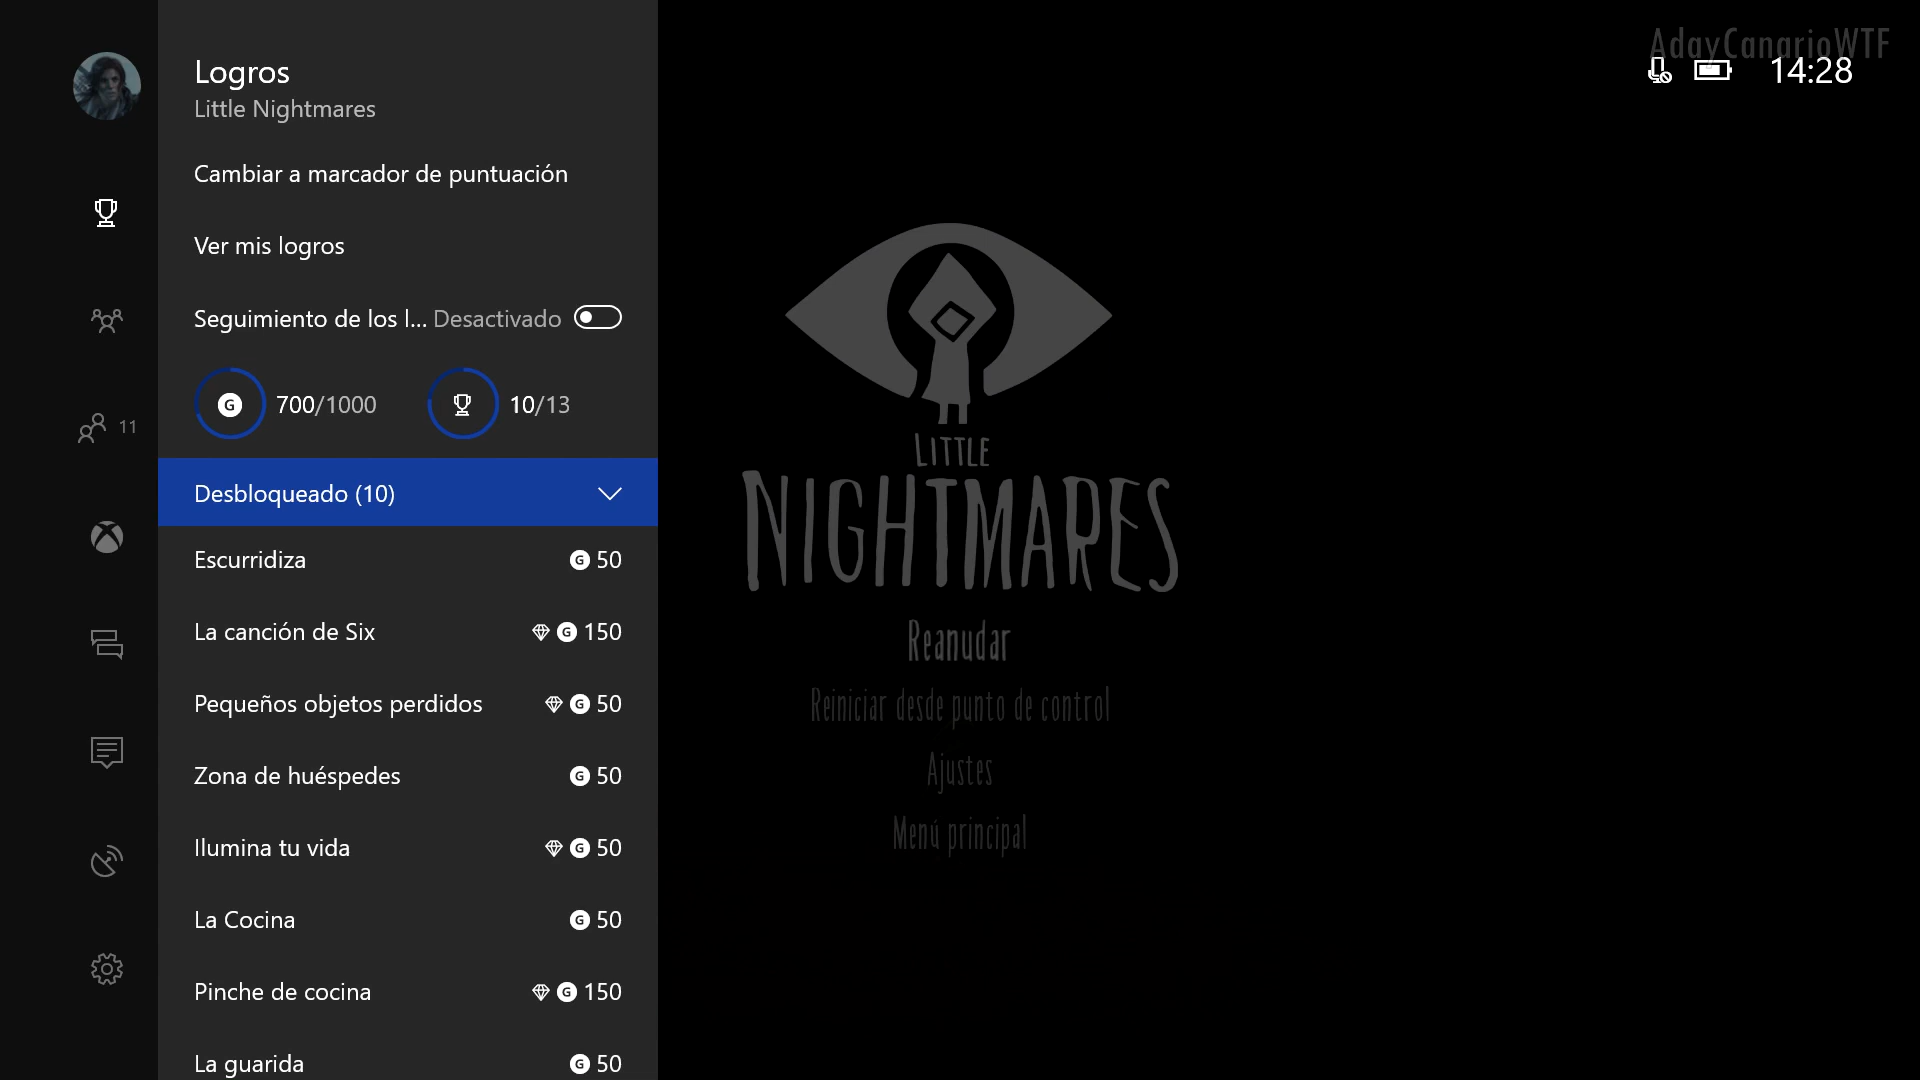 AdayCanarioWTF
14:28
Logros
Little Nightmares
Cambiar a marcador de puntuación
Ver mis logros
Seguimiento de los l... Desactivado
G 700/1000 10/13
11
Desbloqueado (10)
Escurridiza G 50
La canción de Six G 150
Pequeños objetos perdidos G 50
Zona de huéspedes G 50
Ilumina tu vida G 50
La Cocina G 50
Pinche de cocina G 150
La guarida G 50
LITTLE
NIGHTMARES
Reanudar
Reiniciar desde punto de control
Ajustes
Menú principal